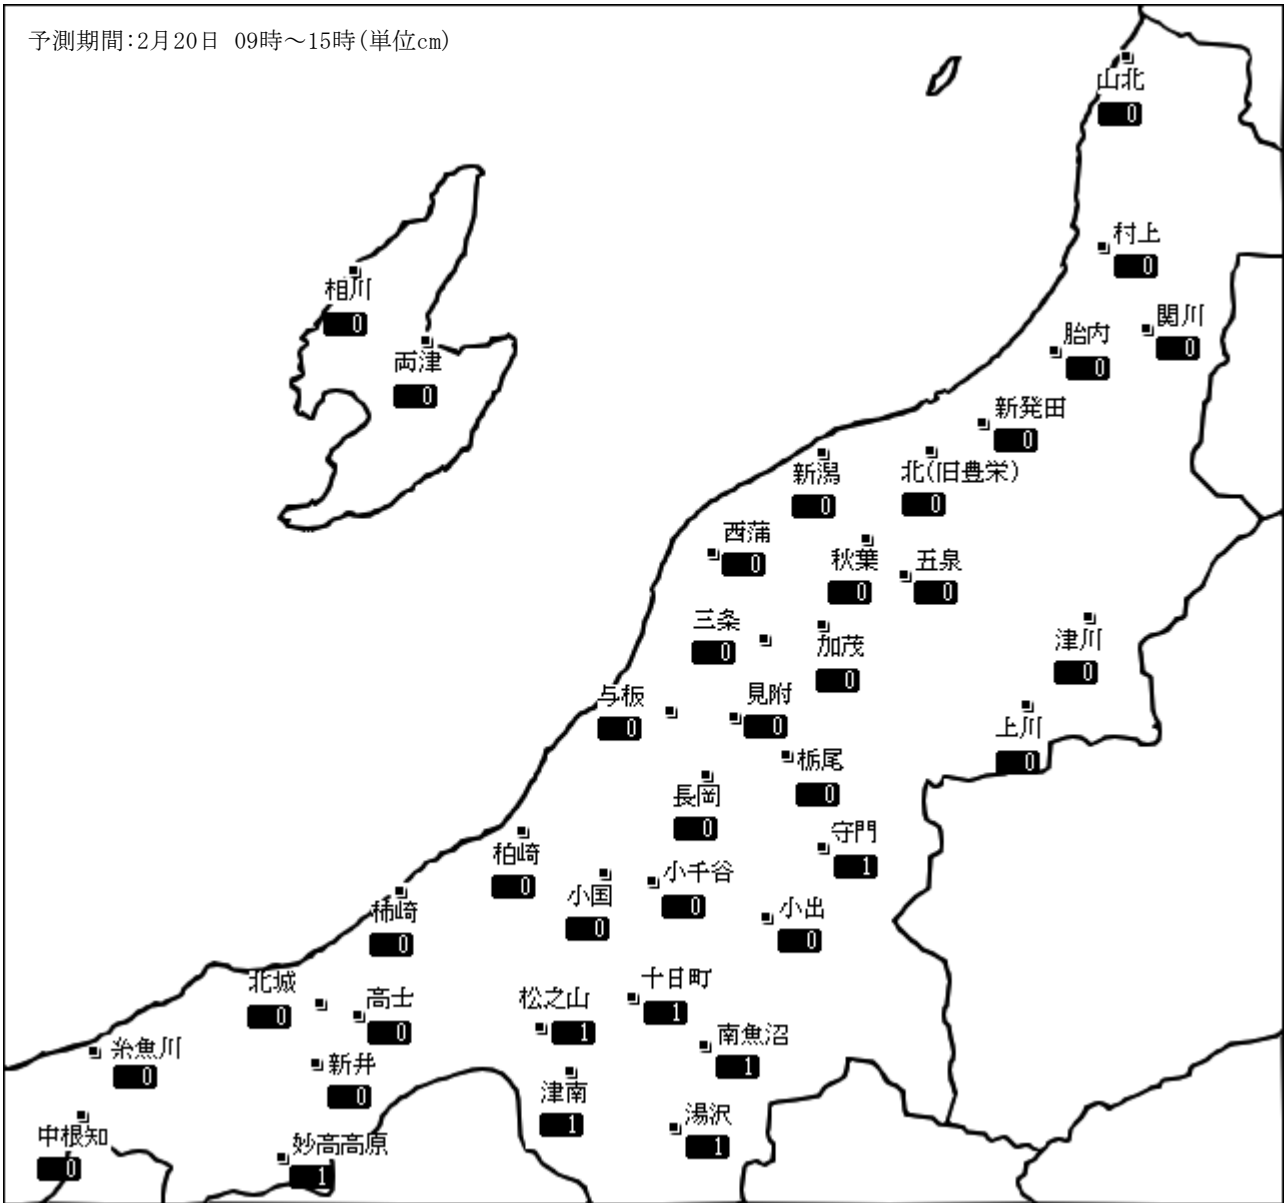 予測期間:2月20日 09時～15時(単位cm)
山北
0
村上
0
相川
0
関川
0
胎内
0
両津
0
新発田
0
新潟
0
北(旧豊栄)
0
西蒲
0
秋葉
0
五泉
0
三条
0
加茂
0
津川
0
与板
0
見附
0
上川
0
栃尾
0
長岡
0
守門
1
柏崎
0
小国
0
小千谷
0
小出
0
柿崎
0
北城
0
高士
0
松之山
1
十日町
1
南魚沼
1
糸魚川
0
新井
0
津南
1
湯沢
1
中根知
0
妙高高原
1